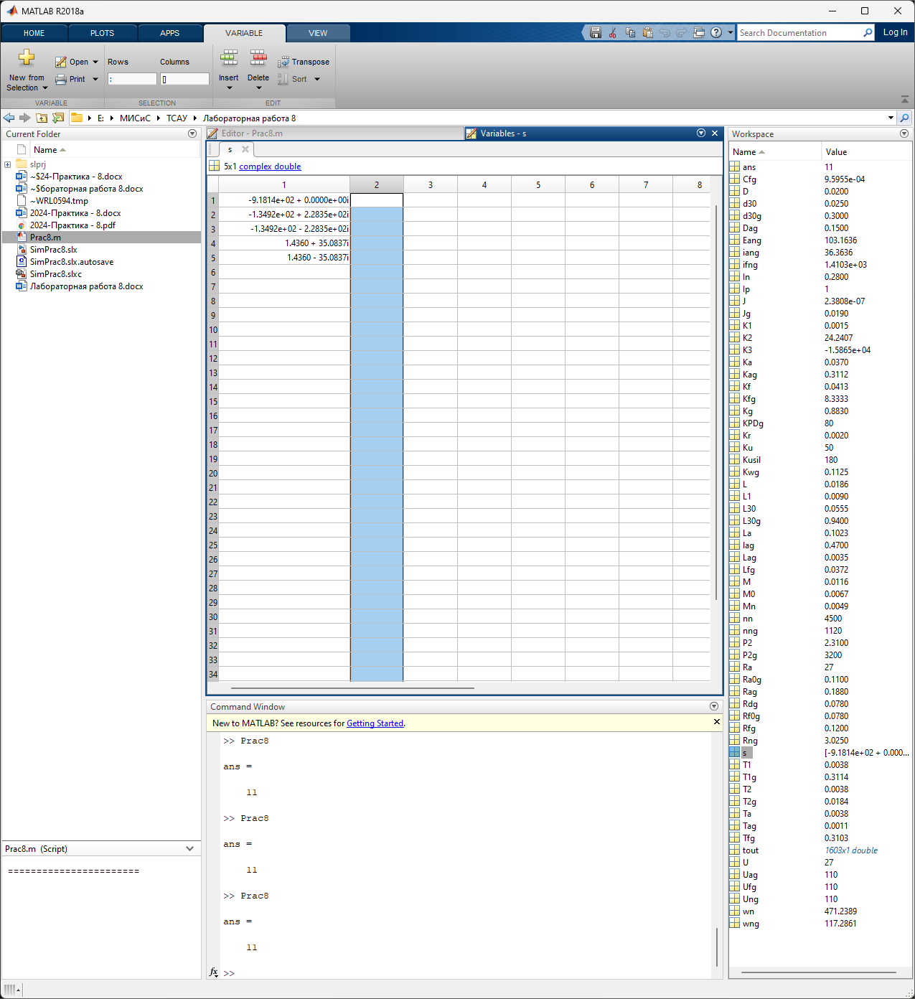 MATLAB R2018a
HOME PLOTS APPS VARIABLE VIEW
Search Documentation
Log In
New from Selection
Open
Print
Rows
:
Columns
[]
Insert
Delete
Transpose
Sort
VARIABLE SELECTION EDIT
E: МИСиС ТСАУ Лабораторная работа 8
Current Folder
Name
slprj
~$24-Практика - 8.docx
~$бораторная работа 8.docx
~WRL0594.tmp
2024-Практика - 8.docx
2024-Практика - 8.pdf
Prac8.m
SimPrac8.slx
SimPrac8.slx.autosave
SimPrac8.slxc
Лабораторная работа 8.docx
Prac8.m (Script)
=======================
Editor - Prac8.m
Variables - s
s
5x1 complex double
1 2 3 4 5 6 7 8
1 -9.1814e+02 + 0.0000e+00i
2 -1.3492e+02 + 2.2835e+02i
3 -1.3492e+02 - 2.2835e+02i
4 1.4360 + 35.0837i
5 1.4360 - 35.0837i
6
7
8
9
10
11
12
13
14
15
16
17
18
19
20
21
22
23
24
25
26
27
28
29
30
31
32
33
34
Command Window
New to MATLAB? See resources for Getting Started.
>> Prac8
ans =
11
>> Prac8
ans =
11
>> Prac8
ans =
11
fx >>
Workspace
Name Value
ans 11
Cfg 9.5955e-04
D 0.0200
d30 0.0250
d30g 0.3000
Dag 0.1500
Eang 103.1636
iang 36.3636
ifng 1.4103e+03
In 0.2800
Ip 1
J 2.3808e-07
Jg 0.0190
K1 0.0015
K2 24.2407
K3 -1.5865e+04
Ka 0.0370
Kag 0.3112
Kf 0.0413
Kfg 8.3333
Kg 0.8830
KPDg 80
Kr 0.0020
Ku 50
Kusil 180
Kwg 0.1125
L 0.0186
L1 0.0090
L30 0.0555
L30g 0.9400
La 0.1023
lag 0.4700
Lag 0.0035
Lfg 0.0372
M 0.0116
M0 0.0067
Mn 0.0049
nn 4500
nng 1120
P2 2.3100
P2g 3200
Ra 27
Ra0g 0.1100
Rag 0.1880
Rdg 0.0780
Rf0g 0.0780
Rfg 0.1200
Rng 3.0250
s [-9.1814e+02 + 0.000...
T1 0.0038
T1g 0.3114
T2 0.0038
T2g 0.0184
Ta 0.0038
Tag 0.0011
Tfg 0.3103
tout 1603x1 double
U 27
Uag 110
Ufg 110
Ung 110
wn 471.2389
wng 117.2861